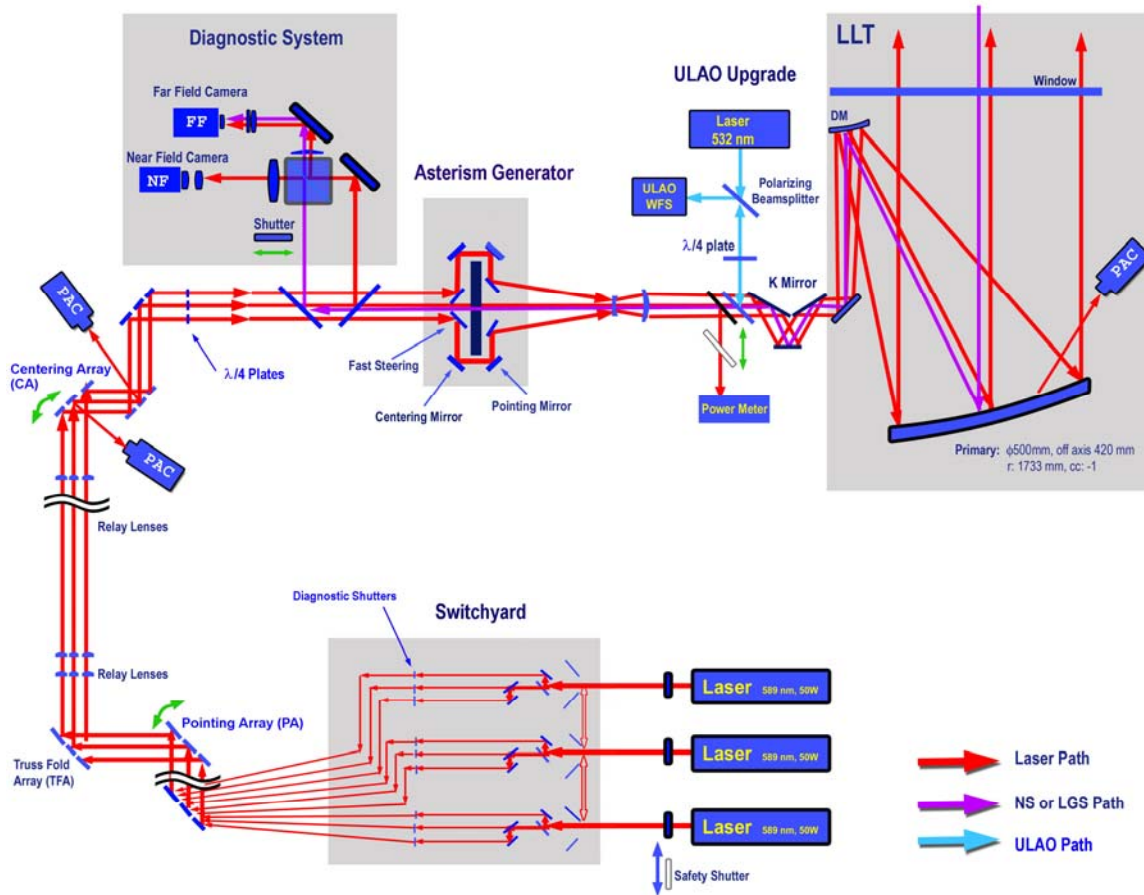 Diagnostic System
Far Field Camera
FF
Near Field Camera
NF
Shutter
Asterism Generator
Fast Steering
Centering Mirror
Pointing Mirror
ULAO Upgrade
Laser
532 nm
ULAO
WFS
Polarizing
Beamsplitter
λ/4 plate
K Mirror
Power Meter
LLT
Window
DM
PAC
Primary: ϕ500mm, off axis 420 mm
r: 1733 mm, cc: -1
PAC
Centering Array
(CA)
λ/4 Plates
PAC
Relay Lenses
Relay Lenses
Pointing Array (PA)
Truss Fold
Array (TFA)
Diagnostic Shutters
Switchyard
Laser 589 nm, 50W
Laser 589 nm, 50W
Laser 589 nm, 50W
Safety Shutter
Laser Path
NS or LGS Path
ULAO Path